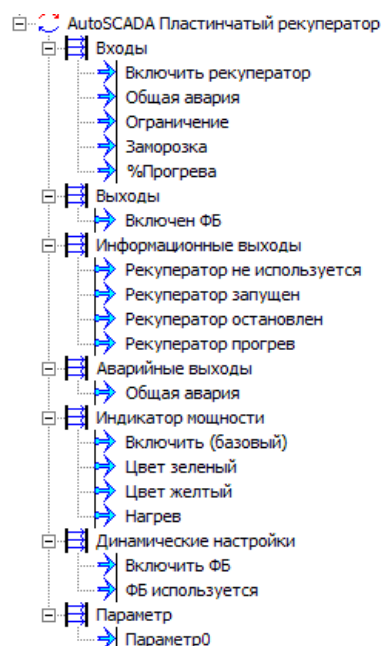 AutoSCADA Пластинчатый рекуператор
Входы
Включить рекуператор
Общая авария
Ограничение
Заморозка
%Прогрева
Выходы
Включен ФБ
Информационные выходы
Рекуператор не используется
Рекуператор запущен
Рекуператор остановлен
Рекуператор прогрев
Аварийные выходы
Общая авария
Индикатор мощности
Включить (базовый)
Цвет зеленый
Цвет желтый
Нагрев
Динамические настройки
Включить ФБ
ФБ используется
Параметр
Параметр0